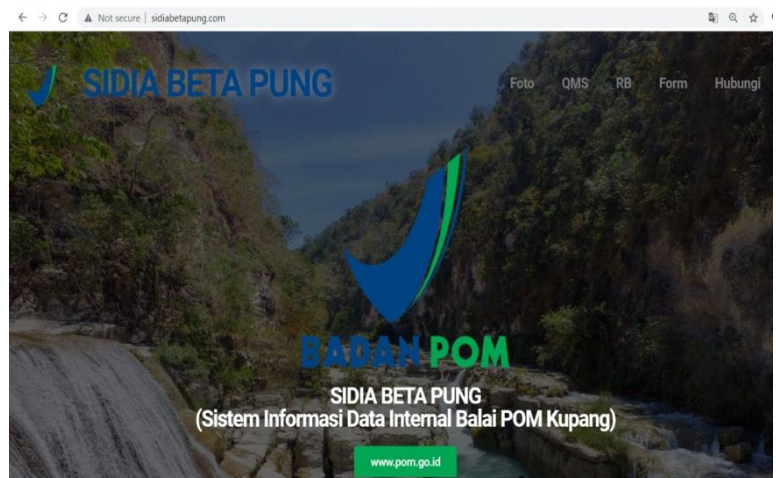 Not secure | sidiabetapung.com
SIDIA BETA PUNG
Foto QMS RB Form Hubungi
BADAN POM
SIDIA BETA PUNG
(Sistem Informasi Data Internal Balai POM Kupang)
www.pom.go.id